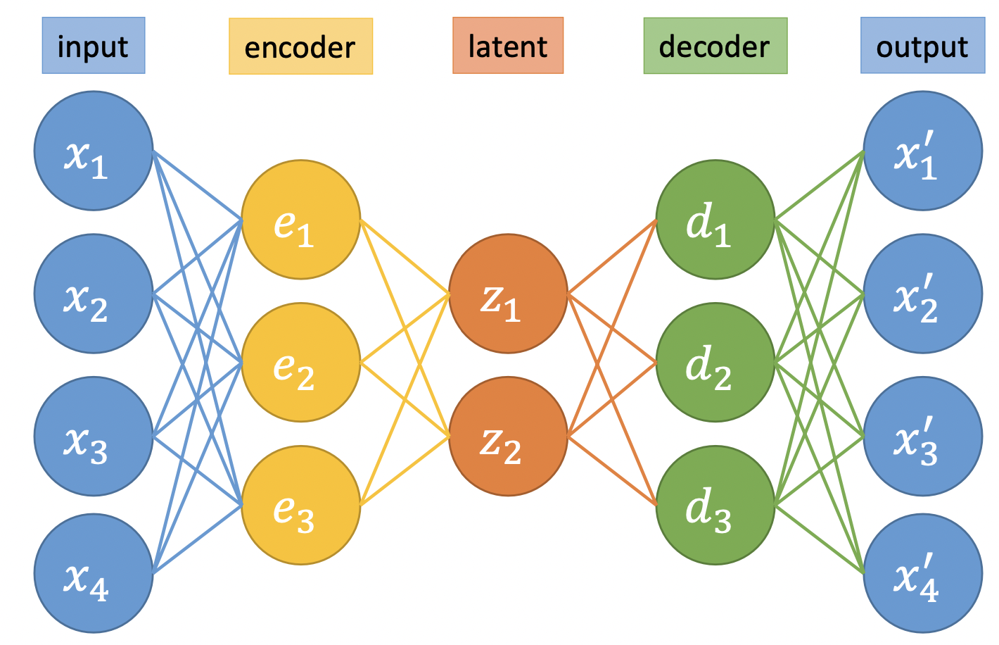 input encoder latent decoder output
x₁
x₂
x₃
x₄
e₁
e₂
e₃
z₁
z₂
d₁
d₂
d₃
x′₁
x′₂
x′₃
x′₄